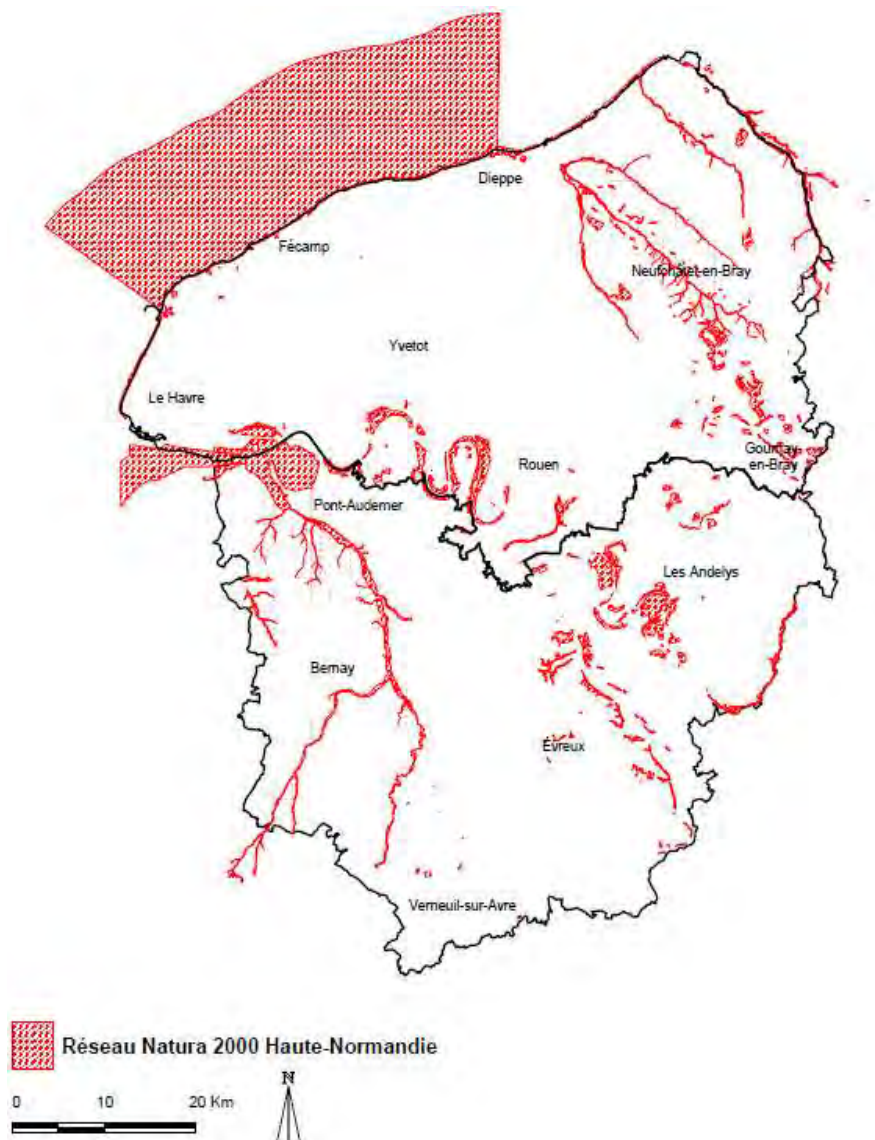 Dieppe
Fécamp
Neufchâtel-en-Bray
Yvetot
Le Havre
Rouen
Gournay
en-Bray
Pont-Audemer
Les Andelys
Bernay
Évreux
Verneuil-sur-Avre
Réseau Natura 2000 Haute-Normandie
N
0 10 20 Km